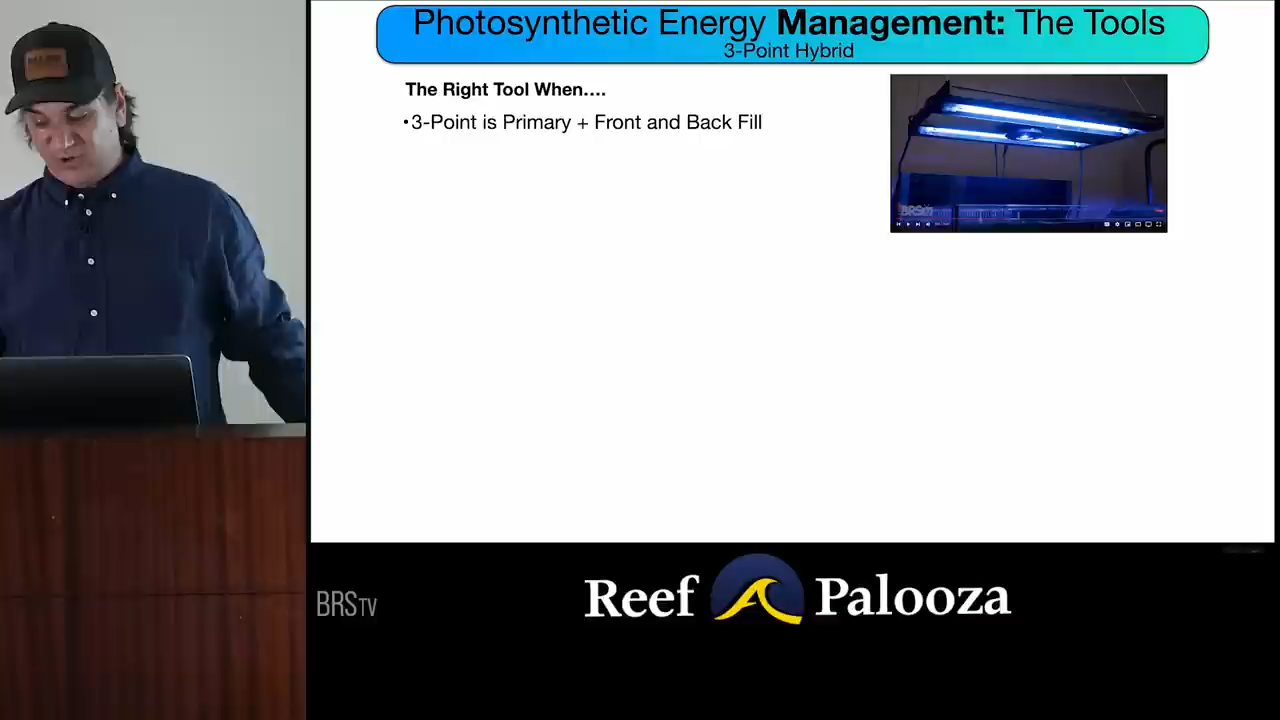 Photosynthetic Energy Management: The Tools
3-Point Hybrid
The Right Tool When....
•3-Point is Primary + Front and Back Fill
BRSTV
BRSTV
Reef Palooza